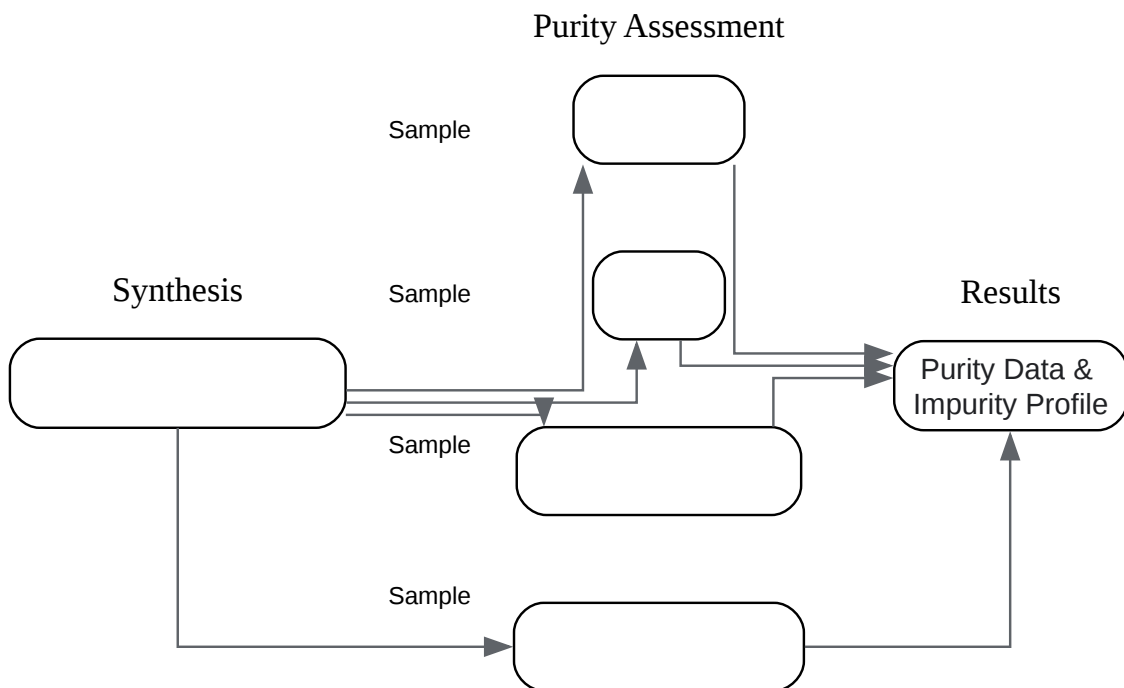 Purity Assessment
Sample
Synthesis
Sample
Results
Purity Data &
Impurity Profile
Sample
Sample